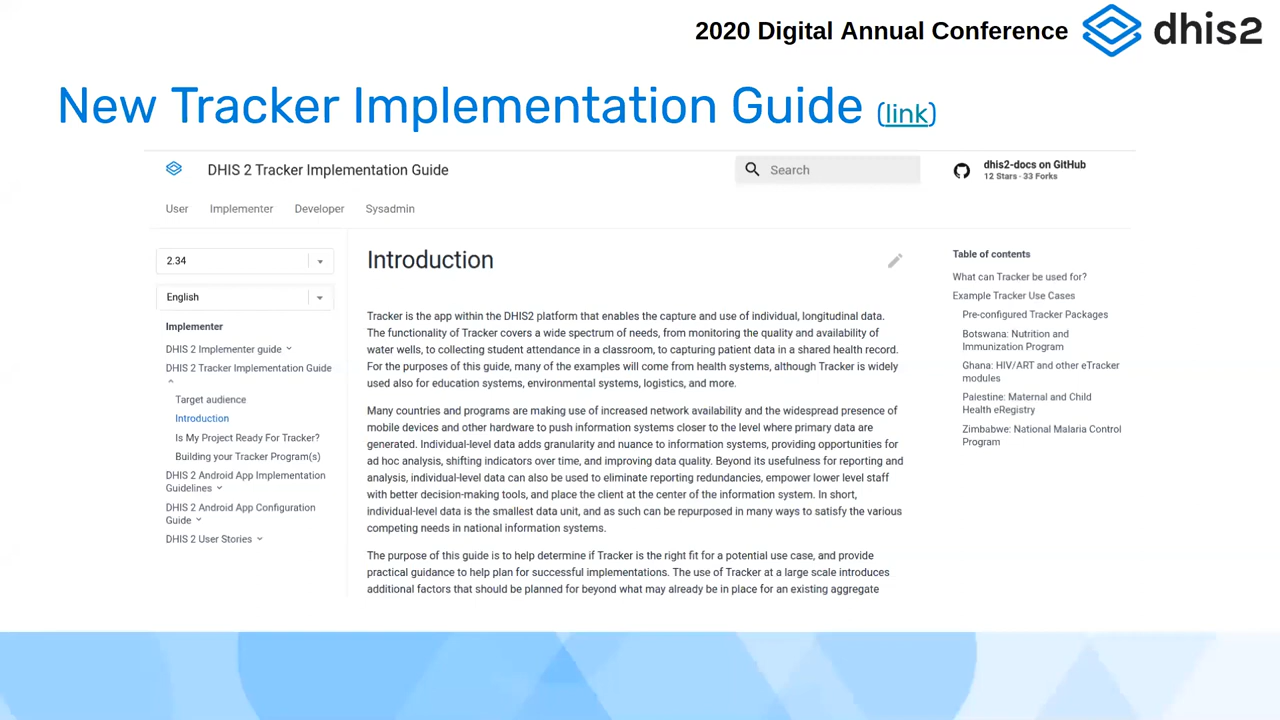 2020 Digital Annual Conference dhis2
New Tracker Implementation Guide (link)
DHIS 2 Tracker Implementation Guide
Search
dhis2-docs on GitHub
12 Stars · 33 Forks
User Implementer Developer Sysadmin
2.34
English
Implementer
DHIS 2 Implementer guide
DHIS 2 Tracker Implementation Guide
Target audience
Introduction
Is My Project Ready For Tracker?
Building your Tracker Program(s)
DHIS 2 Android App Implementation
Guidelines
DHIS 2 Android App Configuration
Guide
DHIS 2 User Stories
Introduction
Tracker is the app within the DHIS2 platform that enables the capture and use of individual, longitudinal data.
The functionality of Tracker covers a wide spectrum of needs, from monitoring the quality and availability of
water wells, to collecting student attendance in a classroom, to capturing patient data in a shared health record.
For the purposes of this guide, many of the examples will come from health systems, although Tracker is widely
used also for education systems, environmental systems, logistics, and more.
Many countries and programs are making use of increased network availability and the widespread presence of
mobile devices and other hardware to push information systems closer to the level where primary data are
generated. Individual-level data adds granularity and nuance to information systems, providing opportunities for
ad hoc analysis, shifting indicators over time, and improving data quality. Beyond its usefulness for reporting and
analysis, individual-level data can also be used to eliminate reporting redundancies, empower lower level staff
with better decision-making tools, and place the client at the center of the information system. In short,
individual-level data is the smallest data unit, and as such can be repurposed in many ways to satisfy the various
competing needs in national information systems.
The purpose of this guide is to help determine if Tracker is the right fit for a potential use case, and provide
practical guidance to help plan for successful implementations. The use of Tracker at a large scale introduces
additional factors that should be planned for beyond what may already be in place for an existing aggregate
Table of contents
What can Tracker be used for?
Example Tracker Use Cases
Pre-configured Tracker Packages
Botswana: Nutrition and
Immunization Program
Ghana: HIV/ART and other eTracker
modules
Palestine: Maternal and Child
Health eRegistry
Zimbabwe: National Malaria Control
Program